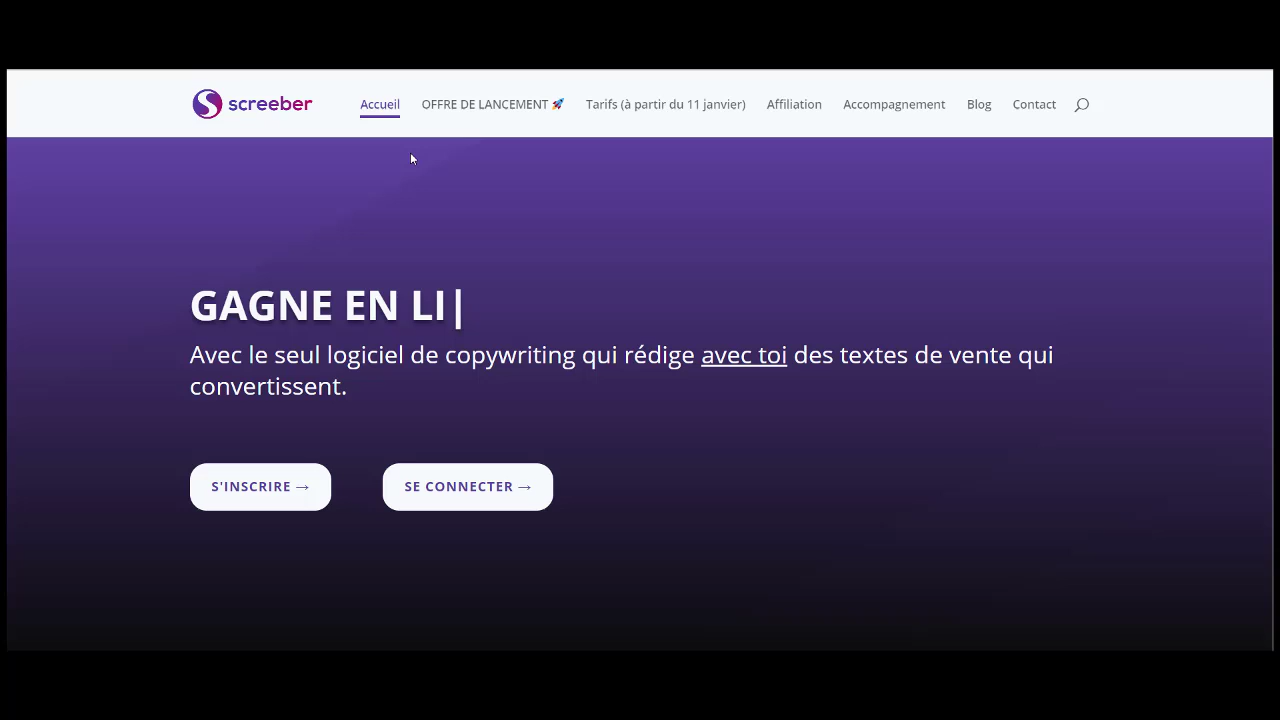 screeber Accueil OFFRE DE LANCEMENT 🚀 Tarifs (à partir du 11 janvier) Affiliation Accompagnement Blog Contact
GAGNE EN LI|
Avec le seul logiciel de copywriting qui rédige avec toi des textes de vente qui
convertissent.
S'INSCRIRE → SE CONNECTER →